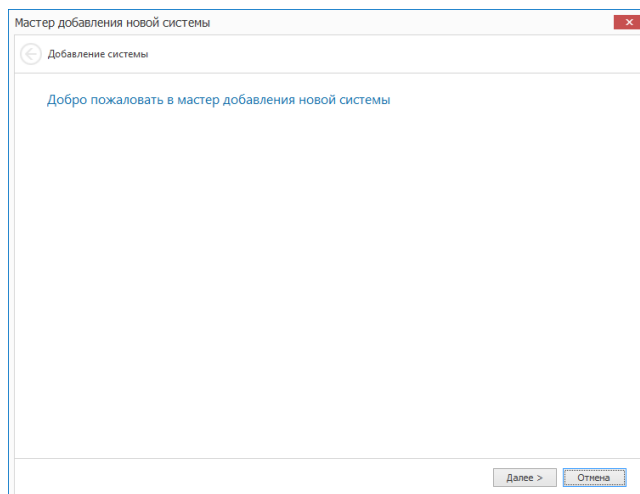 Мастер добавления новой системы
Добавление системы
Добро пожаловать в мастер добавления новой системы
Далее >
Отмена